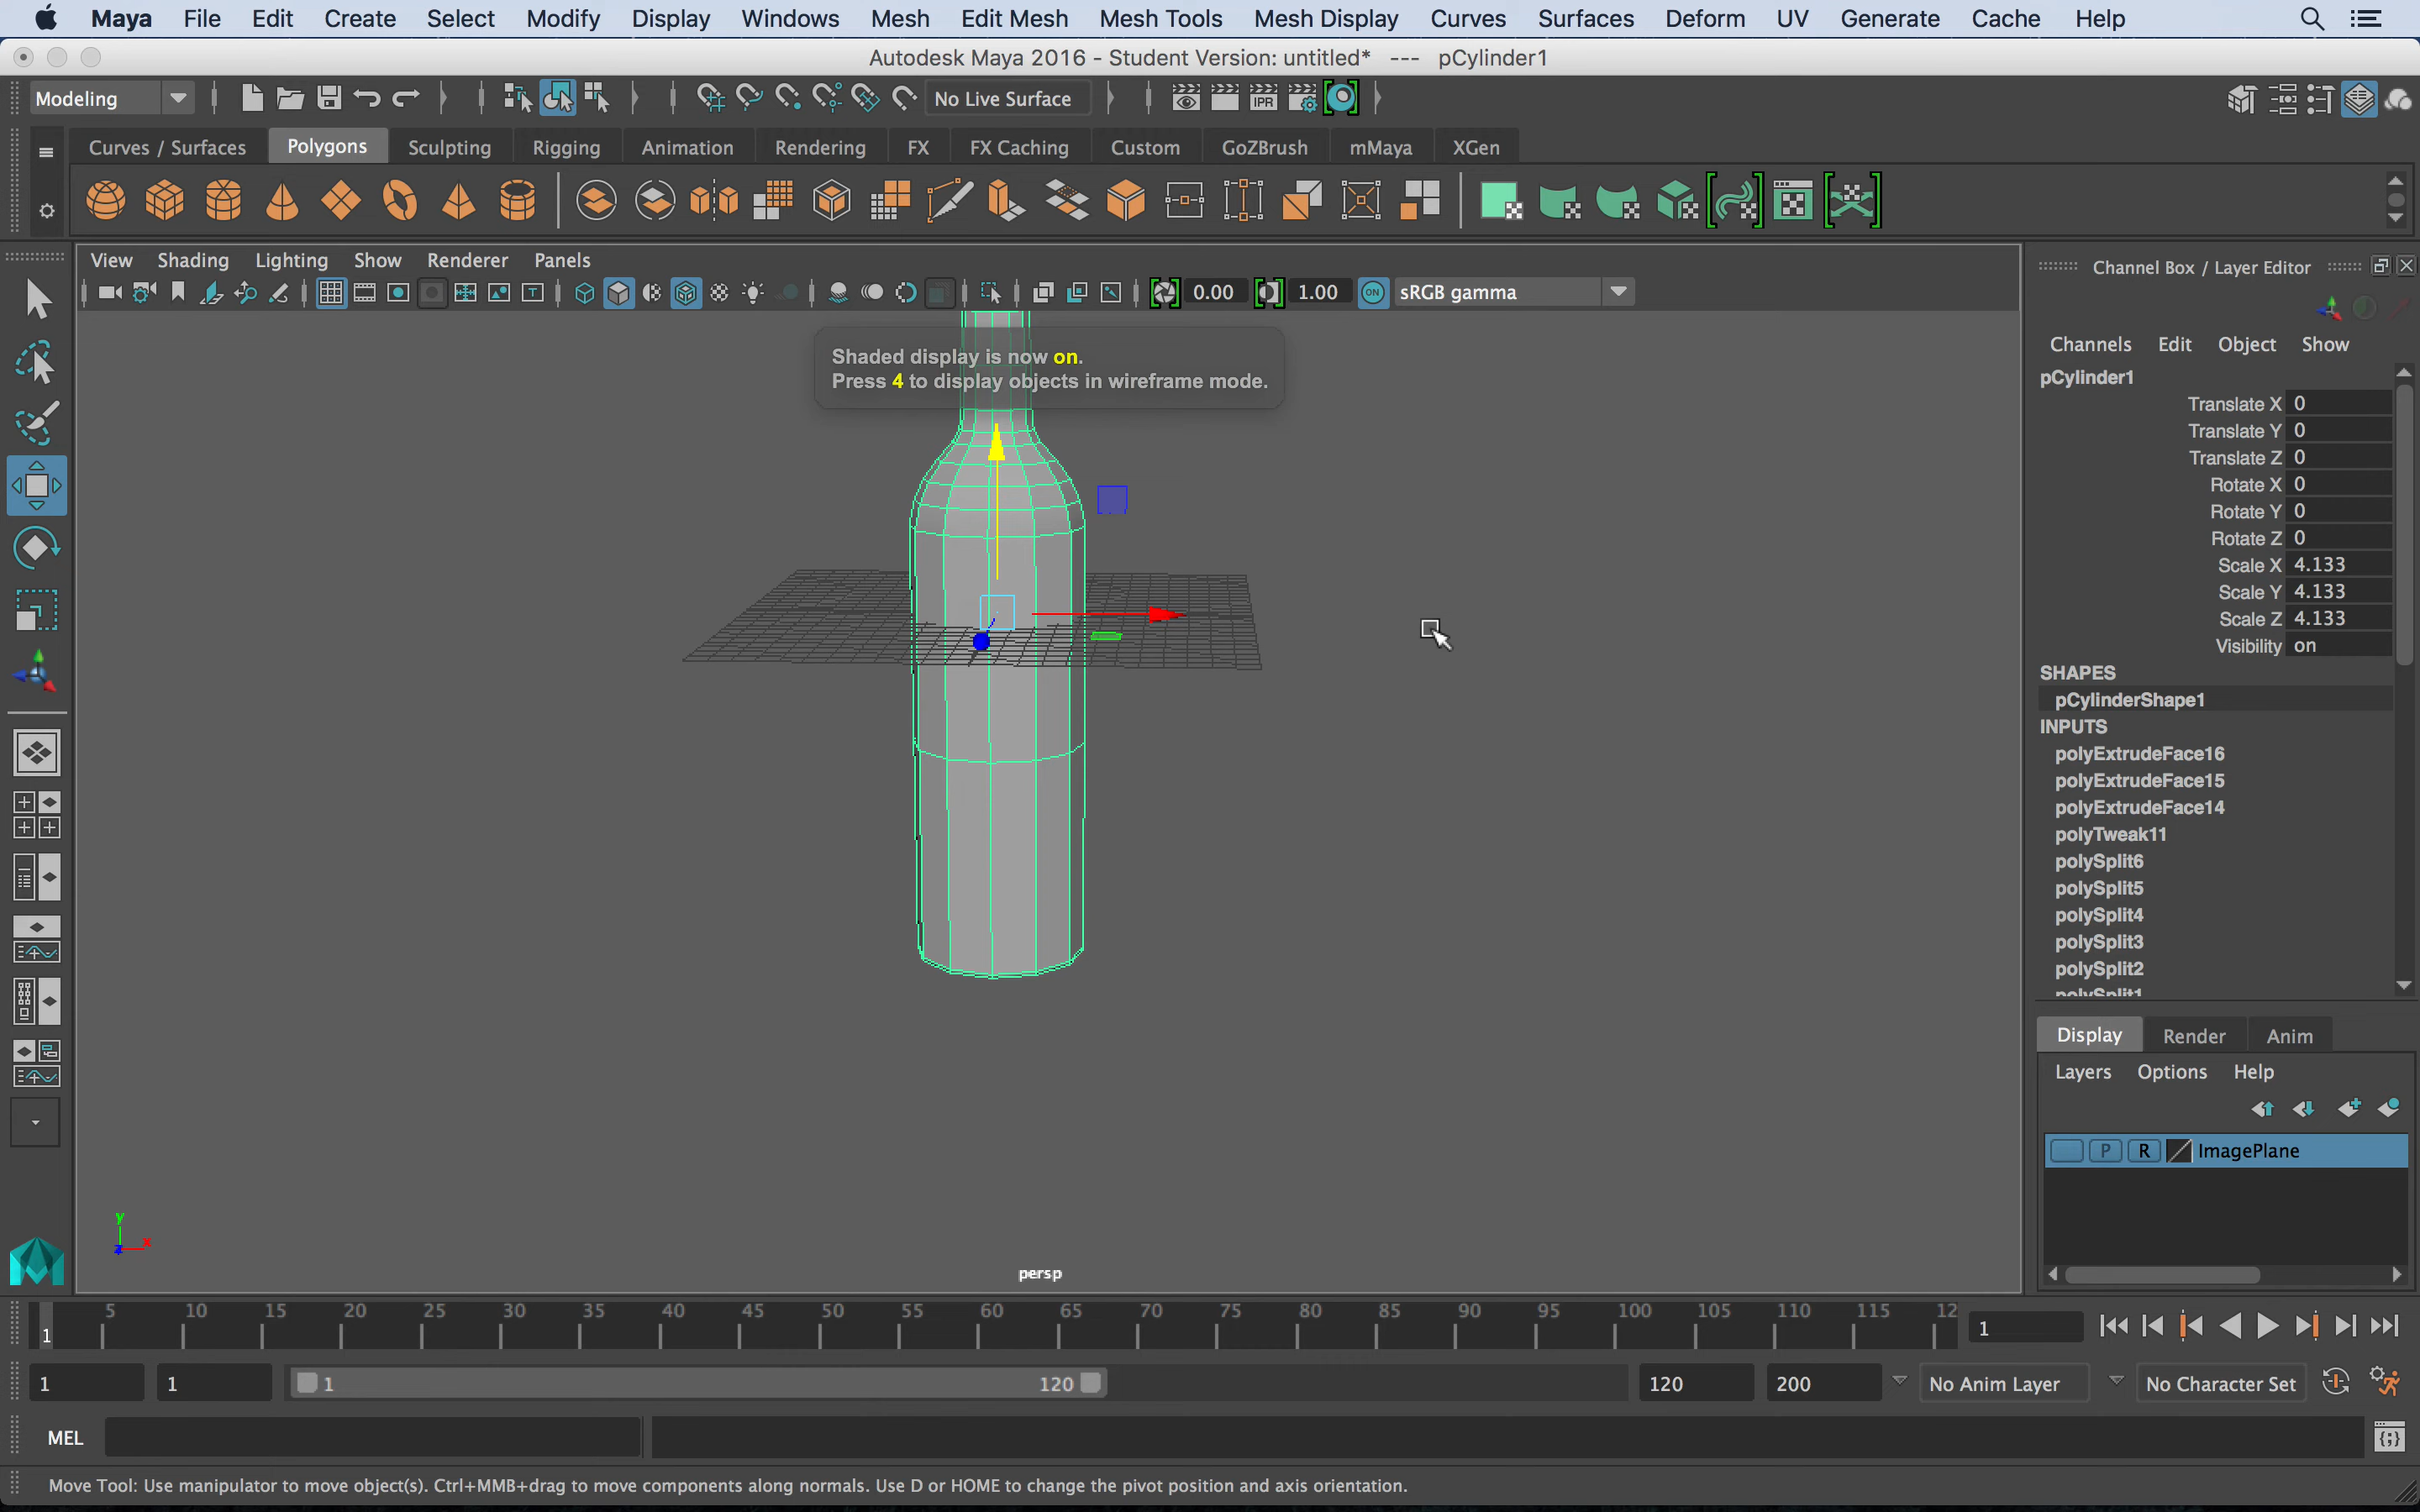 Maya File Edit Create Select Modify Display Windows Mesh Edit Mesh Mesh Tools Mesh Display Curves Surfaces Deform UV Generate Cache Help
Autodesk Maya 2016 - Student Version: untitled* --- pCylinder1
Modeling
No Live Surface
IPR
Curves / Surfaces Polygons Sculpting Rigging Animation Rendering FX FX Caching Custom GoZBrush mMaya XGen
View Shading Lighting Show Renderer Panels
0.00 1.00 ON sRGB gamma
Shaded display is now on.
Press 4 to display objects in wireframe mode.
y
x
z
persp
Channel Box / Layer Editor
Channels Edit Object Show
pCylinder1
Translate X 0
Translate Y 0
Translate Z 0
Rotate X 0
Rotate Y 0
Rotate Z 0
Scale X 4.133
Scale Y 4.133
Scale Z 4.133
Visibility on
SHAPES
pCylinderShape1
INPUTS
polyExtrudeFace16
polyExtrudeFace15
polyExtrudeFace14
polyTweak11
polySplit6
polySplit5
polySplit4
polySplit3
polySplit2
polySplit1
Display Render Anim
Layers Options Help
P R ImagePlane
1 5 10 15 20 25 30 35 40 45 50 55 60 65 70 75 80 85 90 95 100 105 110 115 12
1
1 1 1 120 120 200 No Anim Layer No Character Set
MEL
Move Tool: Use manipulator to move object(s). Ctrl+MMB+drag to move components along normals. Use D or HOME to change the pivot position and axis orientation.